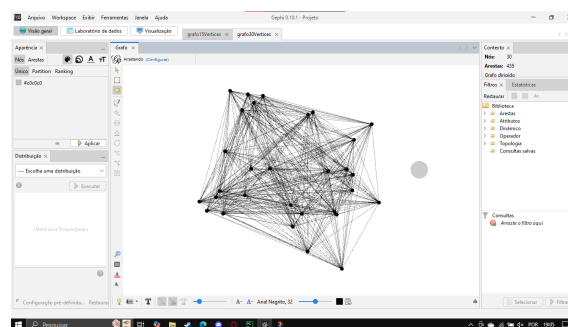 Arquivo Workspace Exibir Ferramentas Janela Ajuda
Gephi 0.10.1 - Projeto
Visão geral
Laboratório de dados
Visualização
grafo15Vertices ×
grafo30Vertices ×
Aparência ×
Nós Arestas
Único Partition Ranking
#c0c0c0
Aplicar
Distribuição ×
--- Escolha uma distribuição
Executar
<Nenhuma Propriedade>
Configuração pré-definida... Restaurar
Grafo ×
Arrastando (Configurar)
A- A- Arial Negrito, 32
Contexto ×
Nós: 30
Arestas: 435
Grafo dirigido
Filtros × Estatísticas
Restaurar
Biblioteca
Arestas
Atributos
Dinâmico
Operador
Topologia
Consultas salvas
Consultas
Arraste o filtro aqui
Selecionar
Filtrar
Pesquisar
POR 19:05